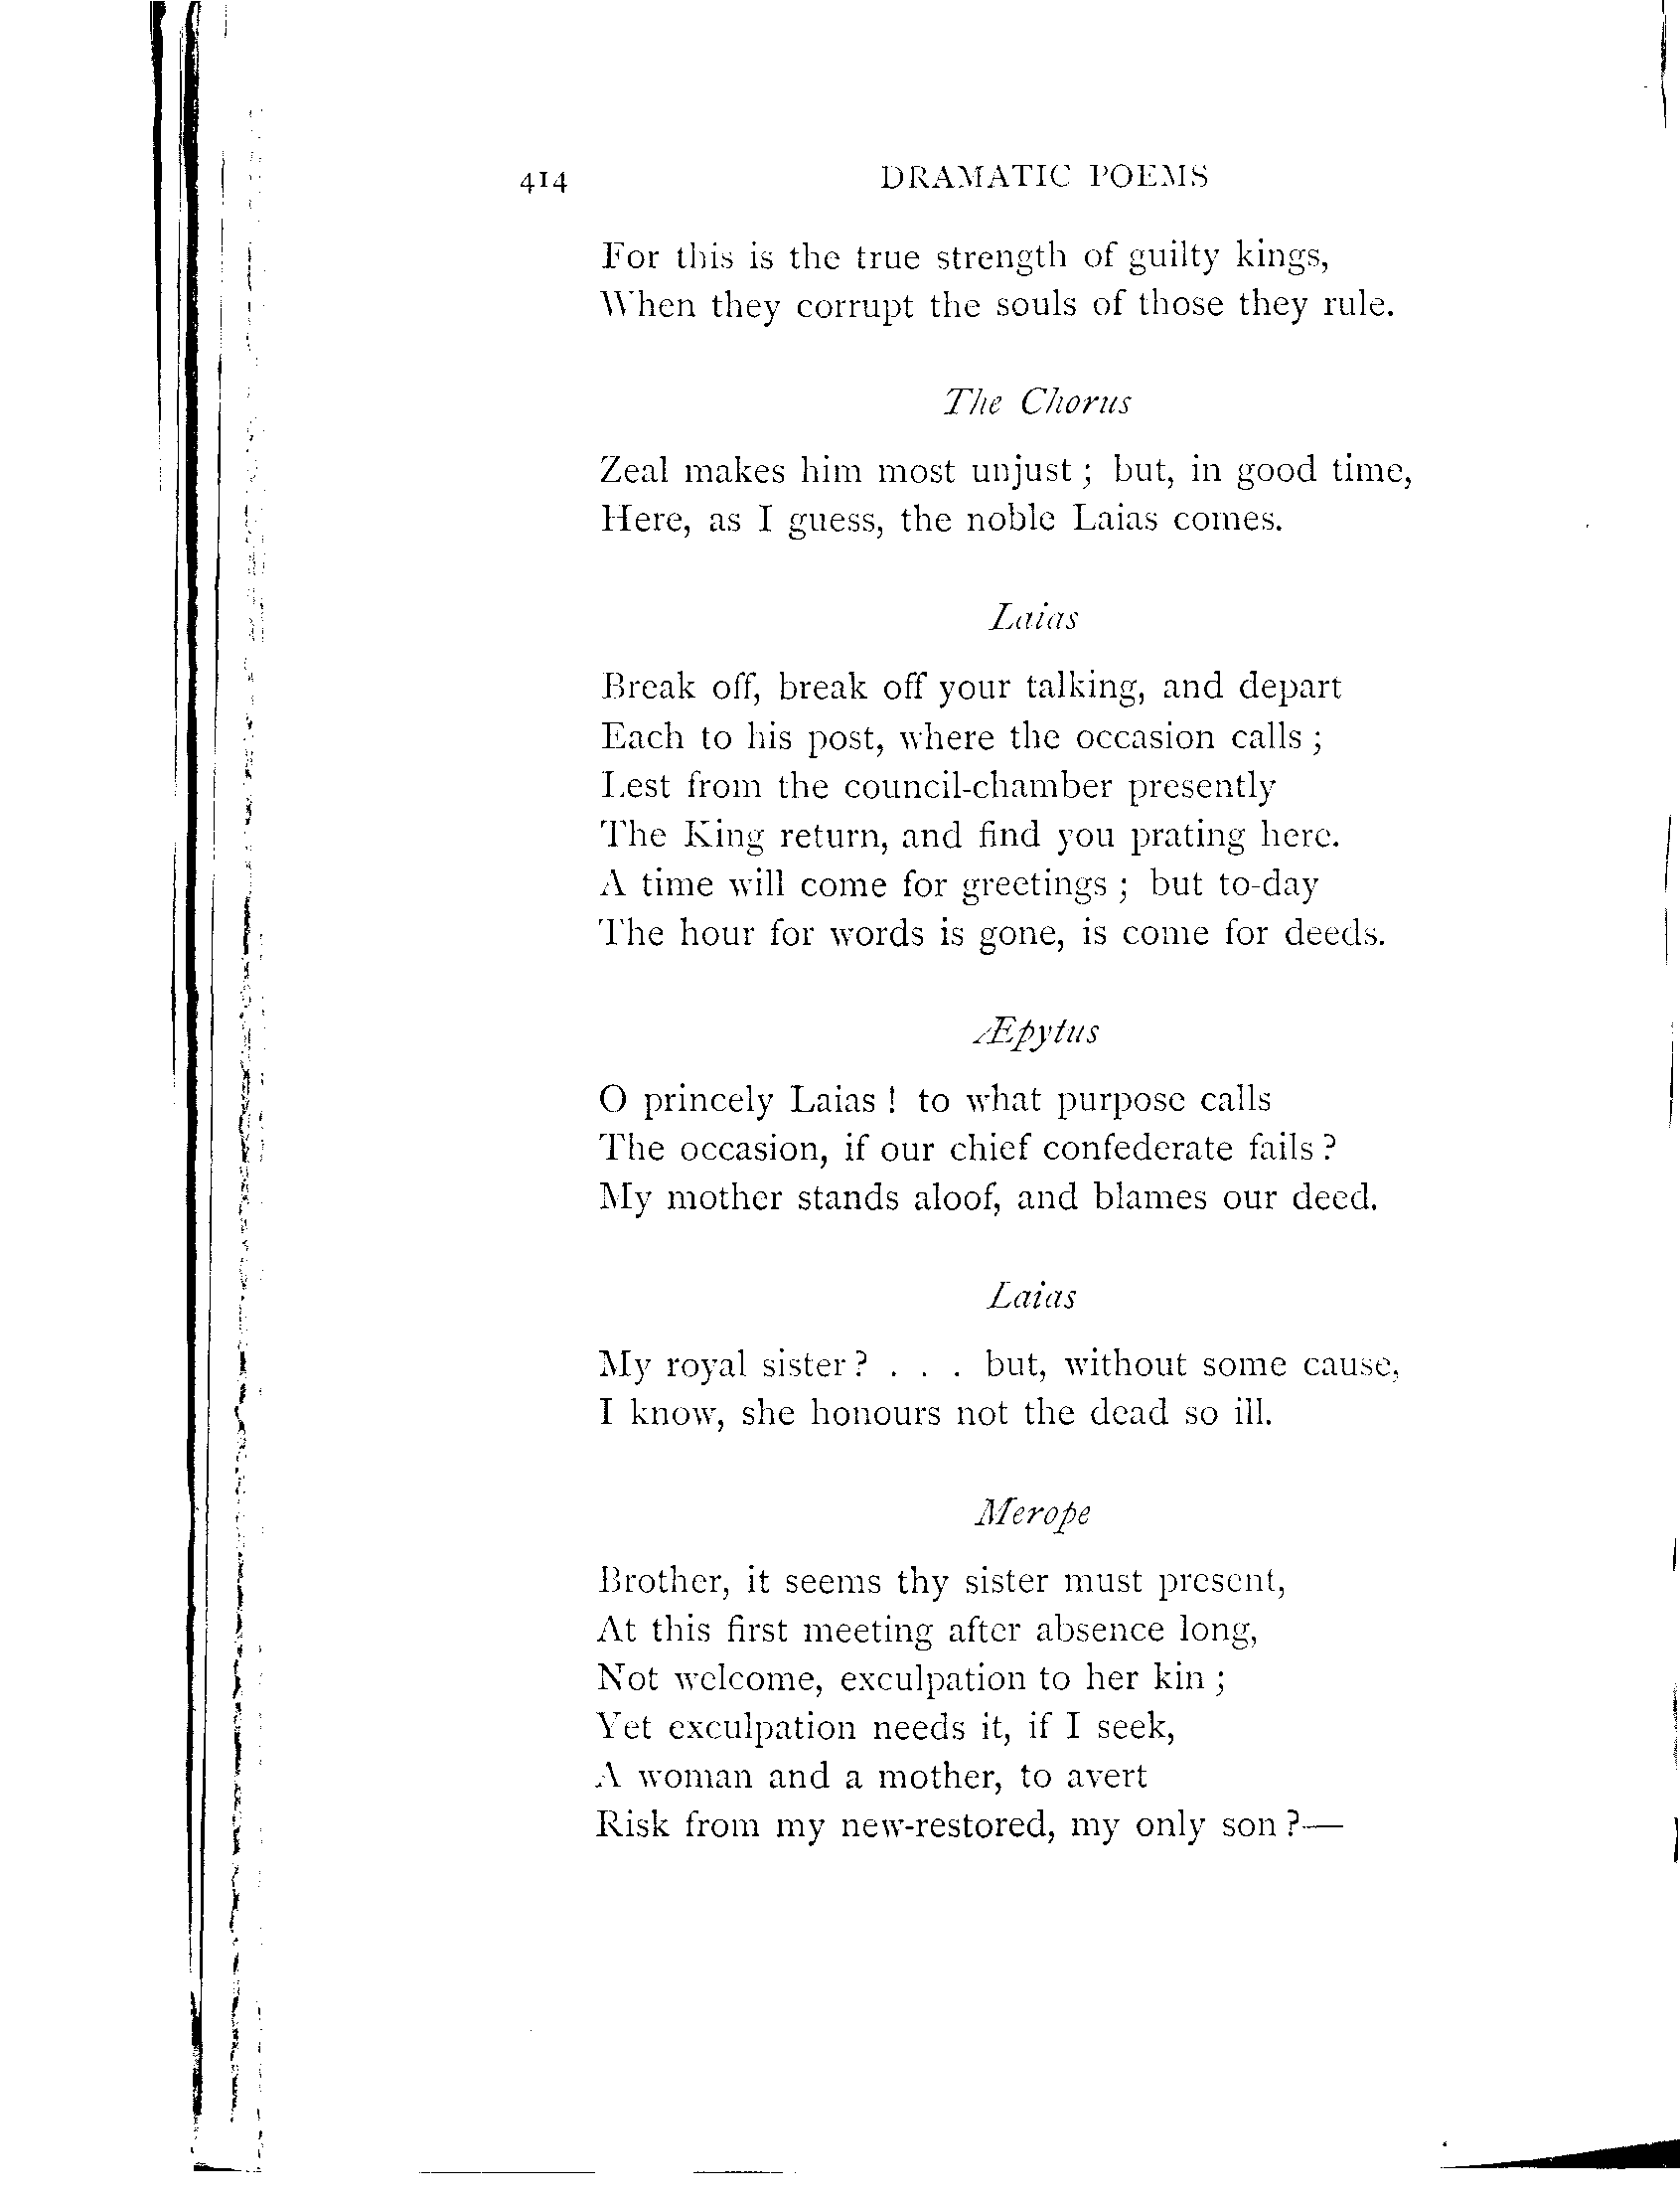 414 DRAMATIC POEMS
For this is the true strength of guilty kings,
When they corrupt the souls of those they rule.
The Chorus
Zeal makes him most unjust ; but, in good time,
Here, as I guess, the noble Laias comes.
Laias
Break off, break off your talking, and depart
Each to his post, where the occasion calls ;
Lest from the council-chamber presently
The King return, and find you prating here.
A time will come for greetings ; but to-day
The hour for words is gone, is come for deeds.
Æpytus
O princely Laias ! to what purpose calls
The occasion, if our chief confederate fails ?
My mother stands aloof, and blames our deed.
Laias
My royal sister ? . . . but, without some cause,
I know, she honours not the dead so ill.
Merope
Brother, it seems thy sister must present,
At this first meeting after absence long,
Not welcome, exculpation to her kin ;
Yet exculpation needs it, if I seek,
A woman and a mother, to avert
Risk from my new-restored, my only son ?—